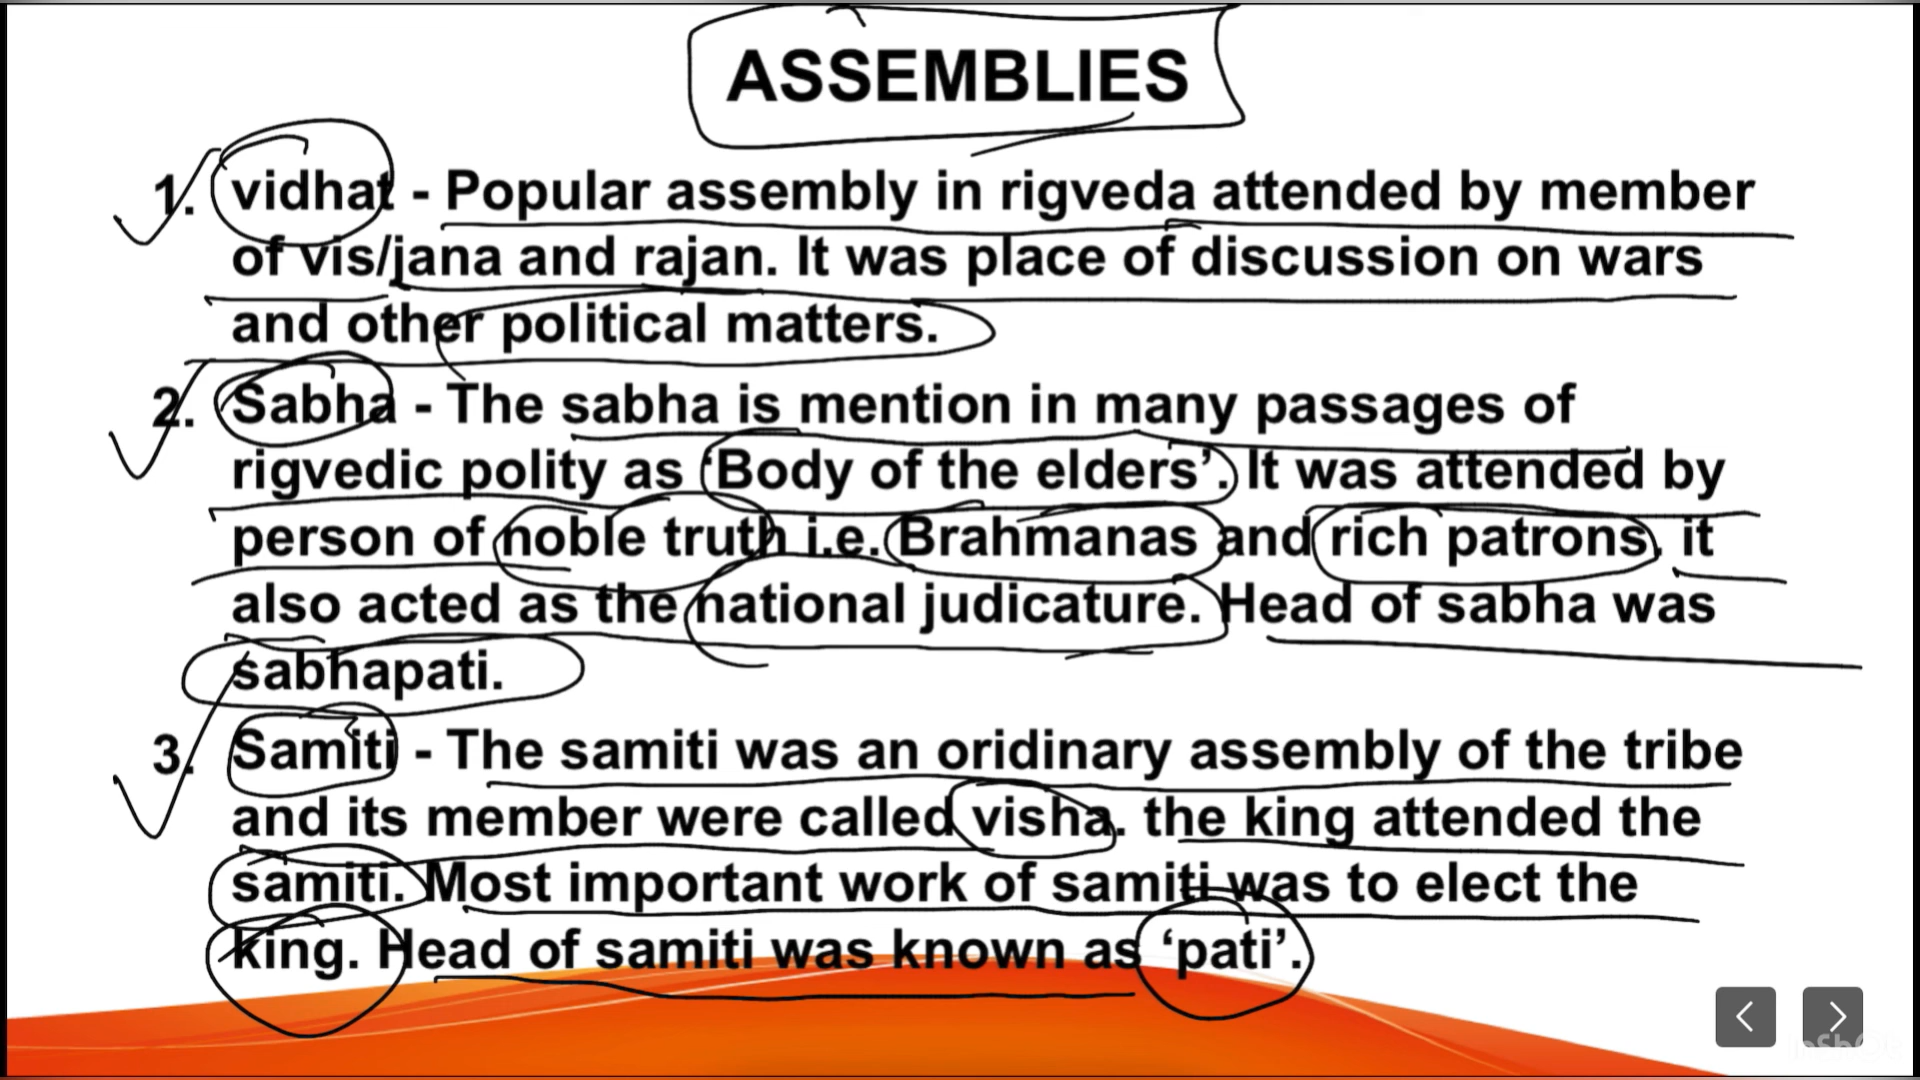 ASSEMBLIES
1. vidhat - Popular assembly in rigveda attended by member
of vis/jana and rajan. It was place of discussion on wars
and other political matters.
2. Sabha - The sabha is mention in many passages of
rigvedic polity as ‘Body of the elders’. It was attended by
person of noble truth i.e. Brahmanas and rich patrons. it
also acted as the national judicature. Head of sabha was
sabhapati.
3. Samiti - The samiti was an oridinary assembly of the tribe
and its member were called visha. the king attended the
samiti. Most important work of samiti was to elect the
king. Head of samiti was known as ‘pati’.